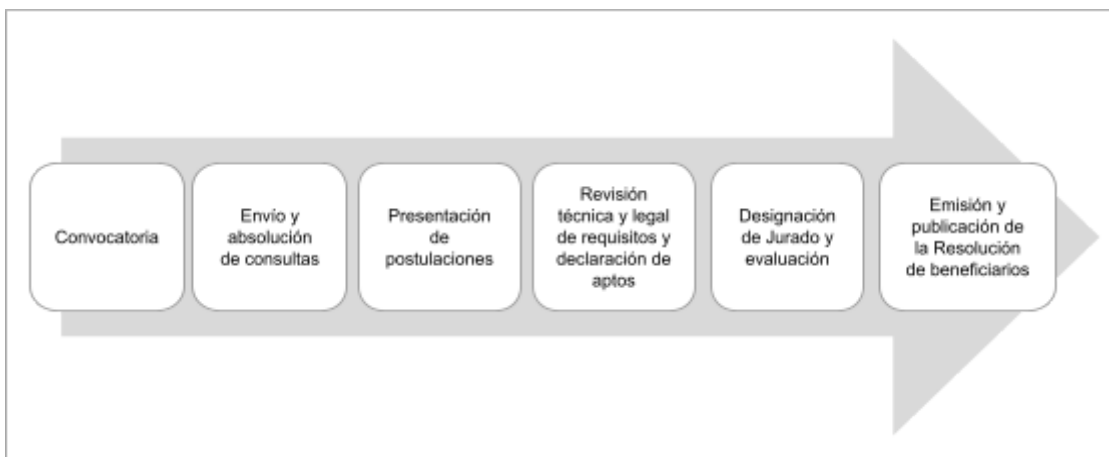 Convocatoria
Envío y
absolución
de consultas
Presentación
de
postulaciones
Revisión
técnica y legal
de requisitos y
declaración de
aptos
Designación
de Jurado y
evaluación
Emisión y
publicación de
la Resolución
de beneficiarios